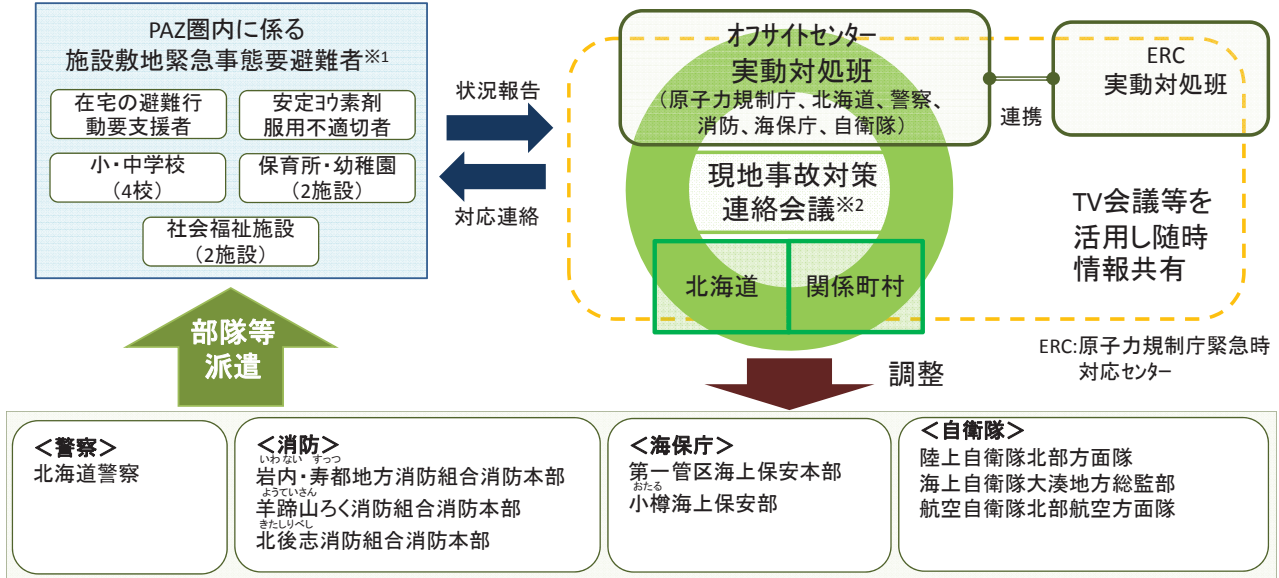 PAZ圏内に係る
施設敷地緊急事態要避難者※1
在宅の避難行
動要支援者
安定ヨウ素剤
服用不適切者
小・中学校
(4校)
保育所・幼稚園
(2施設)
社会福祉施設
(2施設)
状況報告
対応連絡
オフサイトセンター
実動対処班
(原子力規制庁、北海道、警察、
消防、海保庁、自衛隊)
連携
ERC
実動対処班
現地事故対策
連絡会議※2
北海道
関係町村
TV会議等を
活用し随時
情報共有
ERC:原子力規制庁緊急時
対応センター
部隊等
派遣
調整
＜警察＞
北海道警察
＜消防＞
いわない すっつ
岩内・寿都地方消防組合消防本部
ようていさん
羊蹄山ろく消防組合消防本部
きたしりべし
北後志消防組合消防本部
＜海保庁＞
第一管区海上保安本部
おたる
小樽海上保安部
＜自衛隊＞
陸上自衛隊北部方面隊
海上自衛隊大湊地方総監部
航空自衛隊北部航空方面隊